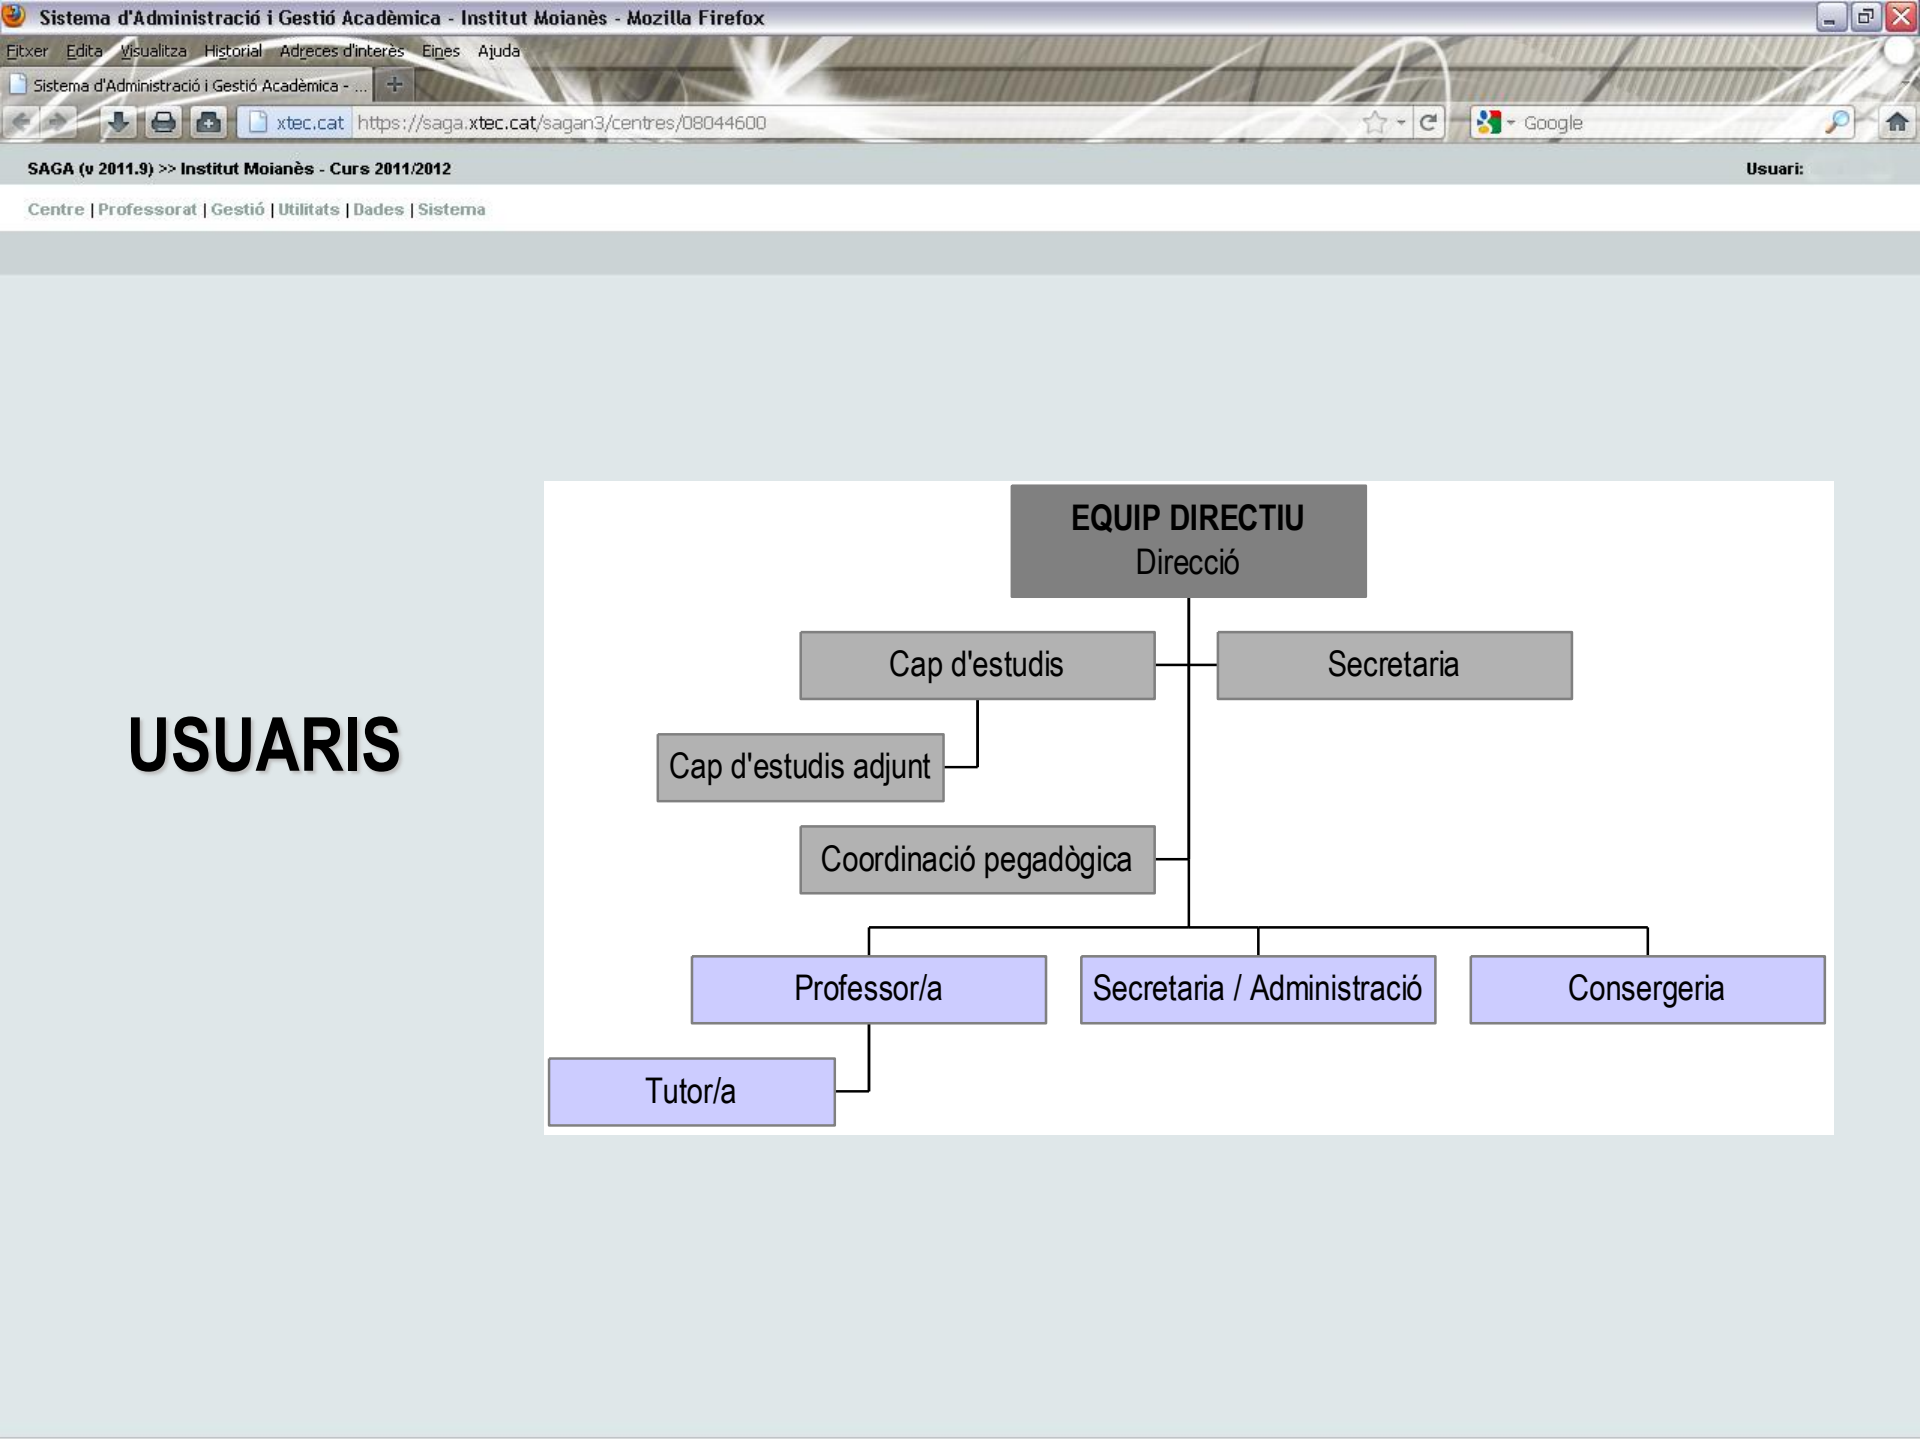 Sistema d'Administració i Gestió Acadèmica - Institut Moianès - Mozilla Firefox
Fitxer Edita Visualitza Historial Adreces d'interès Eines Ajuda
Sistema d'Administració i Gestió Acadèmica - ...
xtec.cat https://saga.xtec.cat/sagan3/centres/08044600 Google
SAGA (v 2011.9) >> Institut Moianès - Curs 2011/2012 Usuari:
Centre | Professorat | Gestió | Utilitats | Dades | Sistema
USUARIS
EQUIP DIRECTIU
Direcció
Cap d'estudis
Secretaria
Cap d'estudis adjunt
Coordinació pegadògica
Professor/a
Secretaria / Administració
Consergeria
Tutor/a